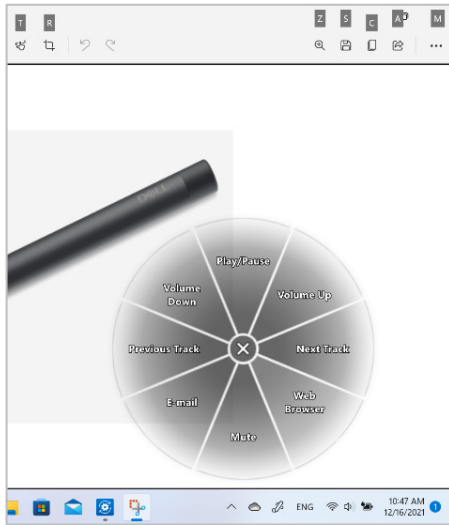 T R Z S C A M
DELL
Play/Pause
Volume
Down
Volume Up
Previous Track
Next Track
E-mail
Web
Browser
Mute
ENG
10:47 AM
12/16/2021
1